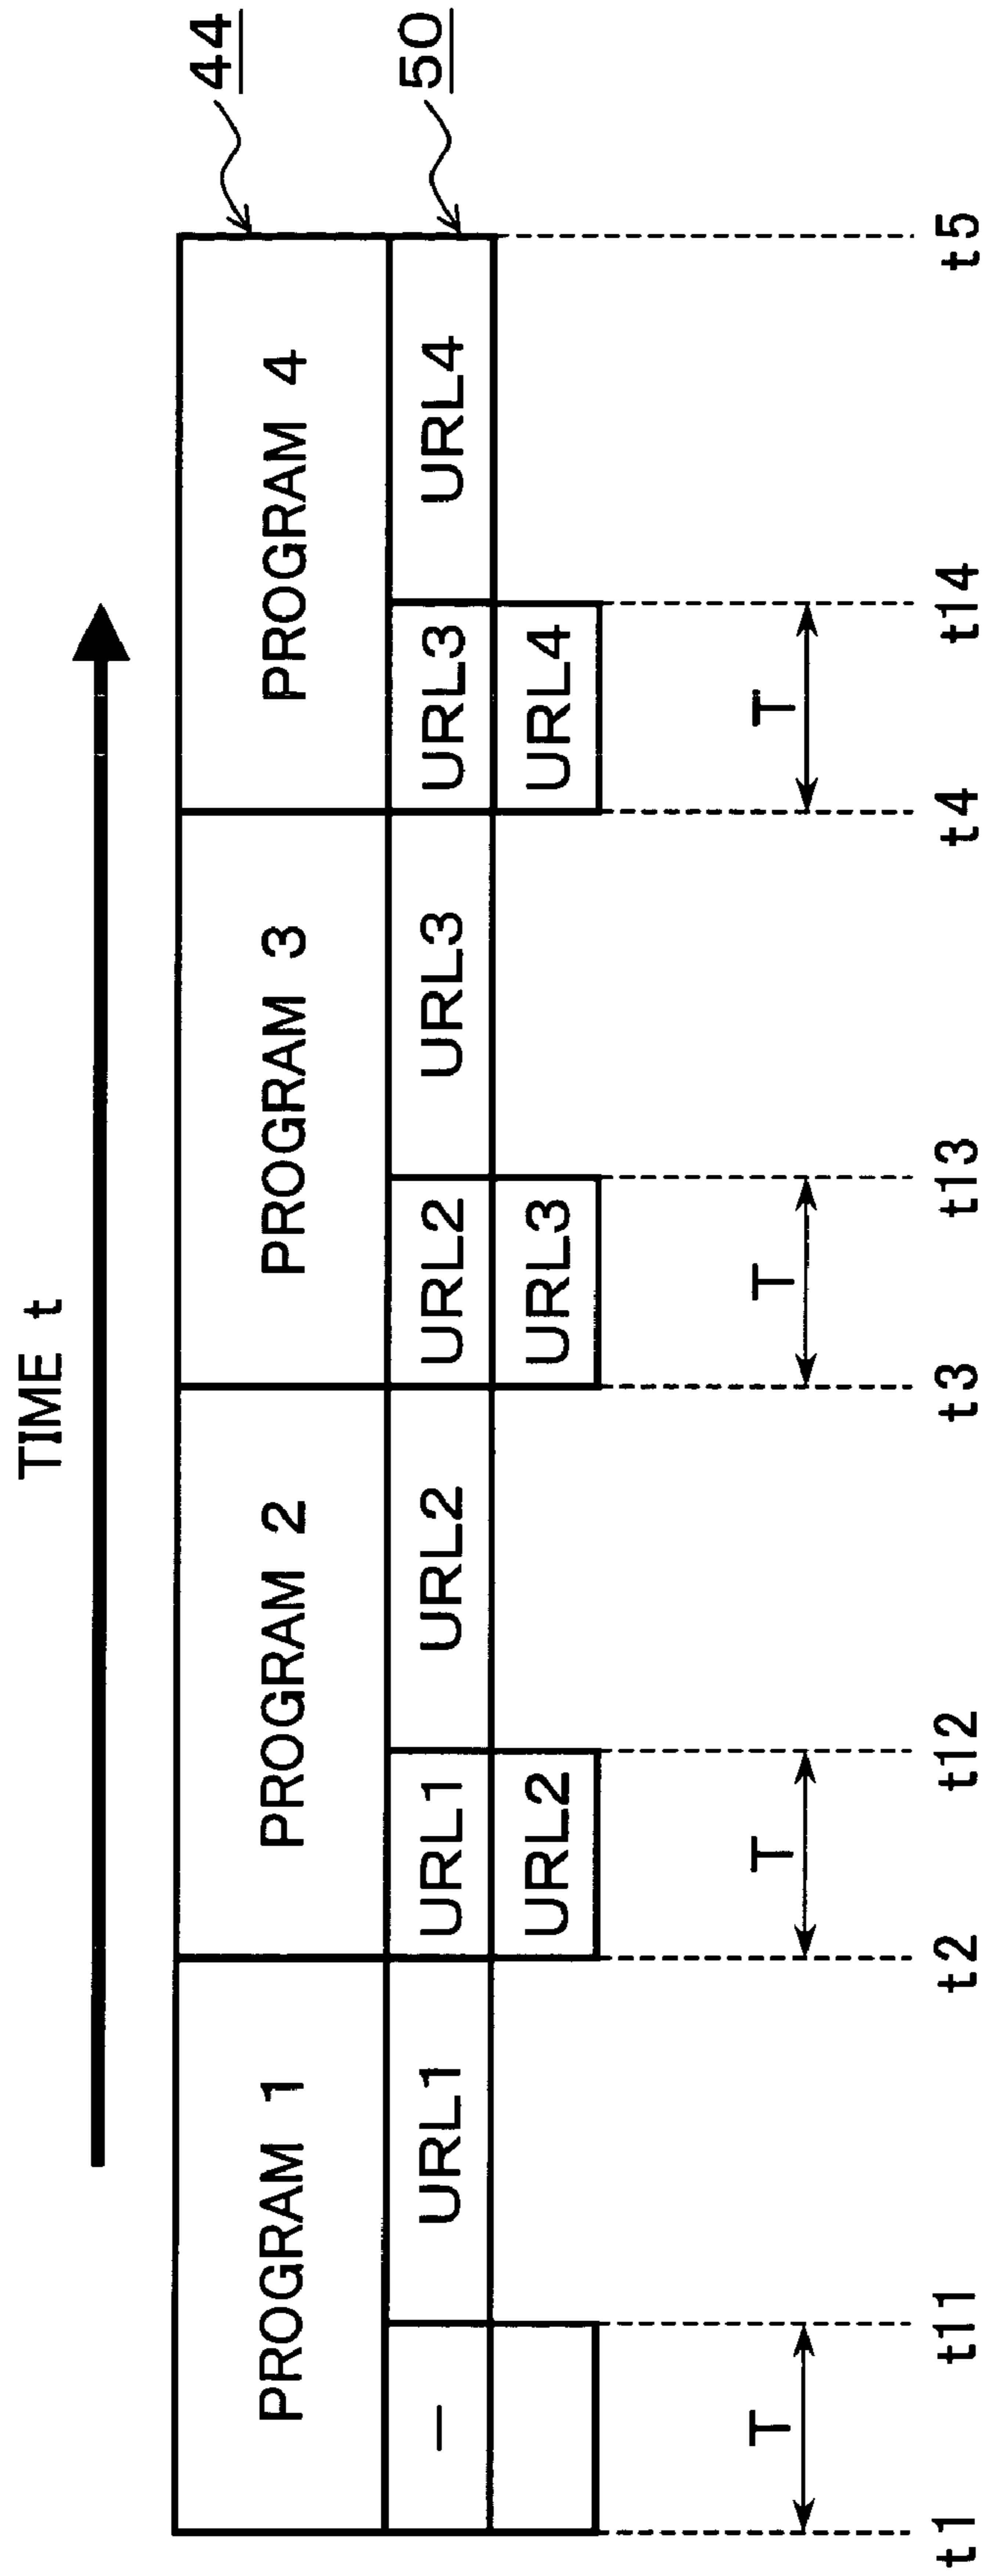 TIME t
44
PROGRAM 1 PROGRAM 2 PROGRAM 3 PROGRAM 4
50
— URL1 URL1 URL2 URL2 URL3 URL3 URL4
URL2 URL3 URL4
T T T T
t1 t11 t2 t12 t3 t13 t4 t14 t5